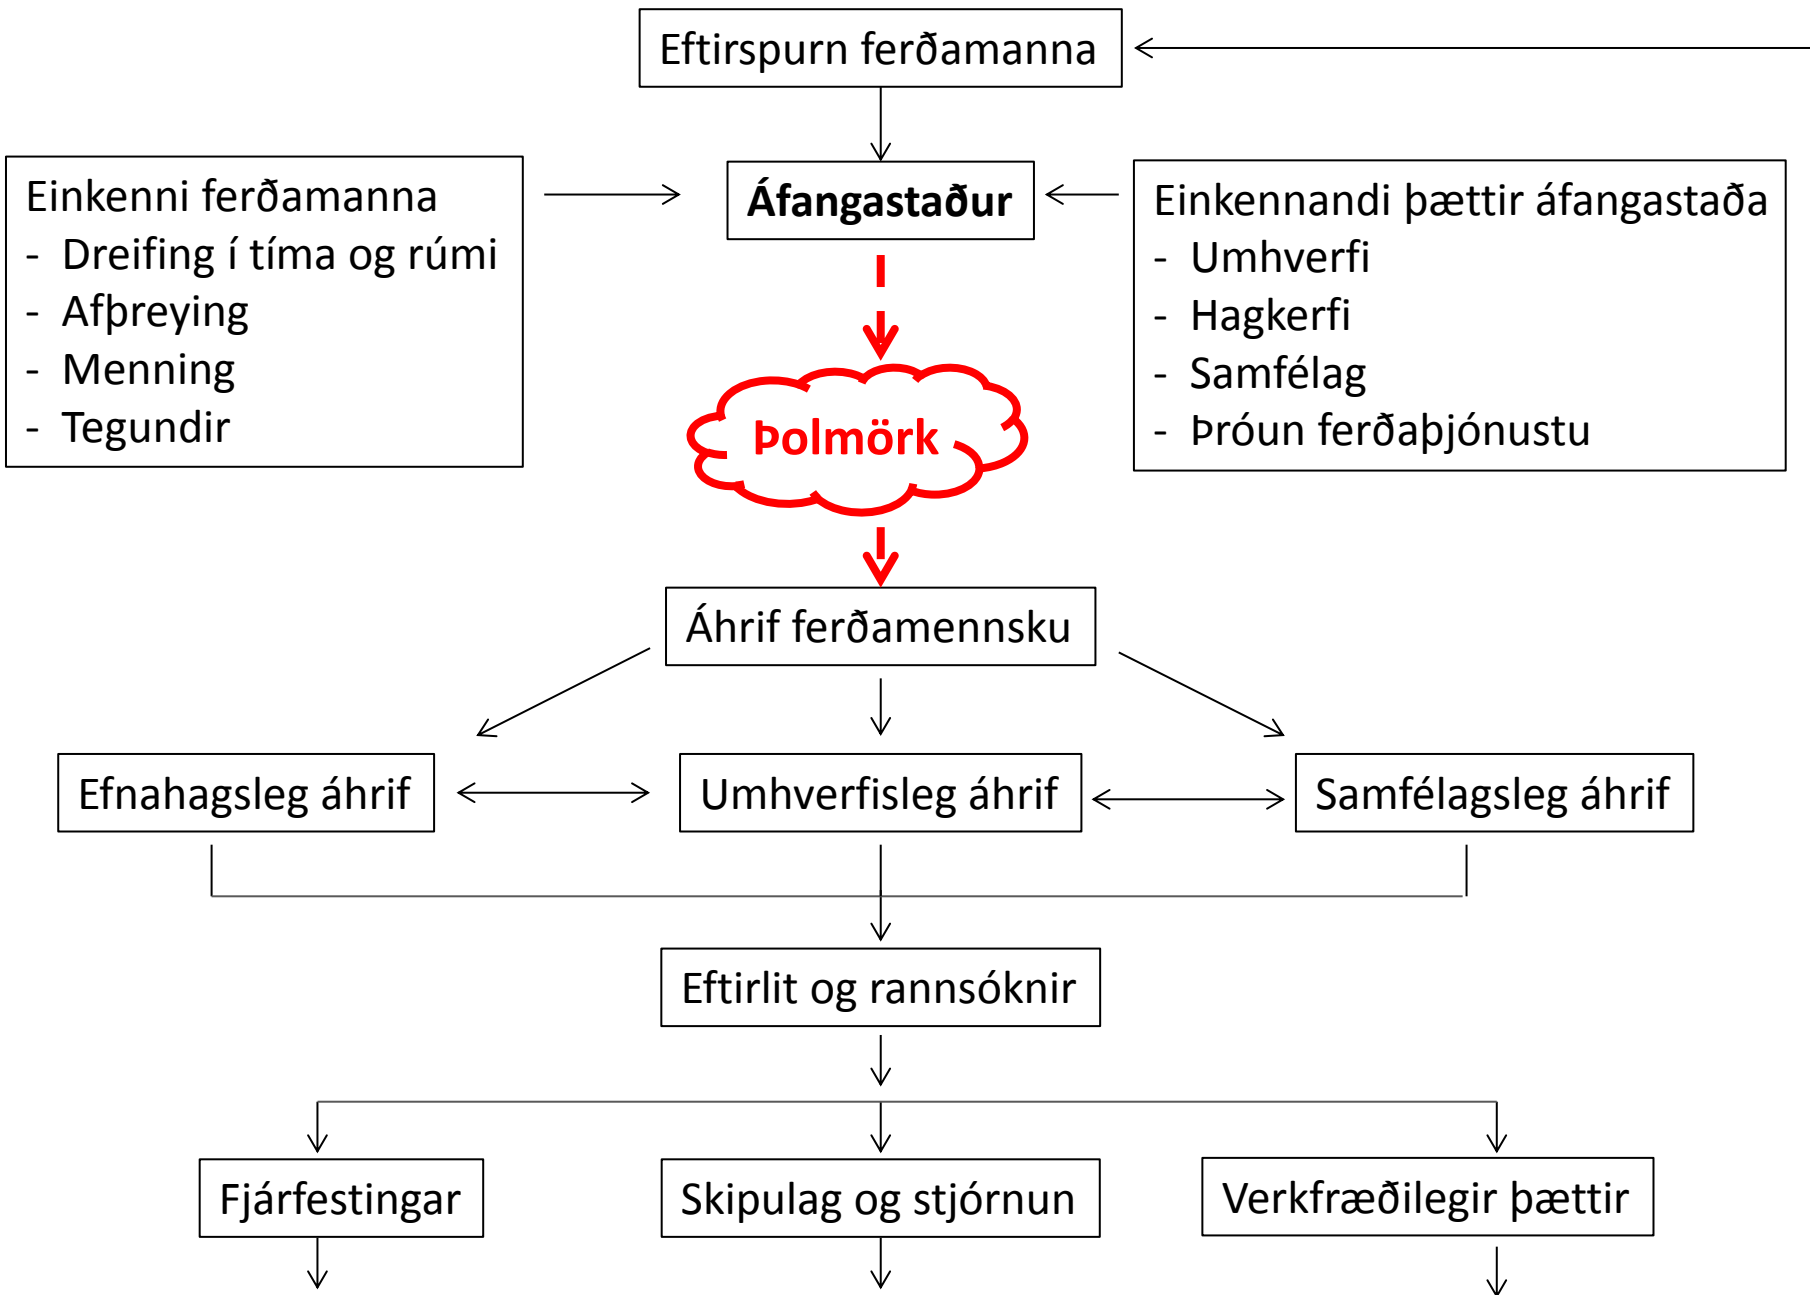 Eftirspurn ferðamanna
Einkenni ferðamanna
- Dreifing í tíma og rúmi
- Afþreying
- Menning
- Tegundir
Áfangastaður
Einkennandi þættir áfangastaða
- Umhverfi
- Hagkerfi
- Samfélag
- Þróun ferðaþjónustu
Þolmörk
Áhrif ferðamennsku
Efnahagsleg áhrif
Umhverfisleg áhrif
Samfélagsleg áhrif
Eftirlit og rannsóknir
Fjárfestingar
Skipulag og stjórnun
Verkfræðilegir þættir